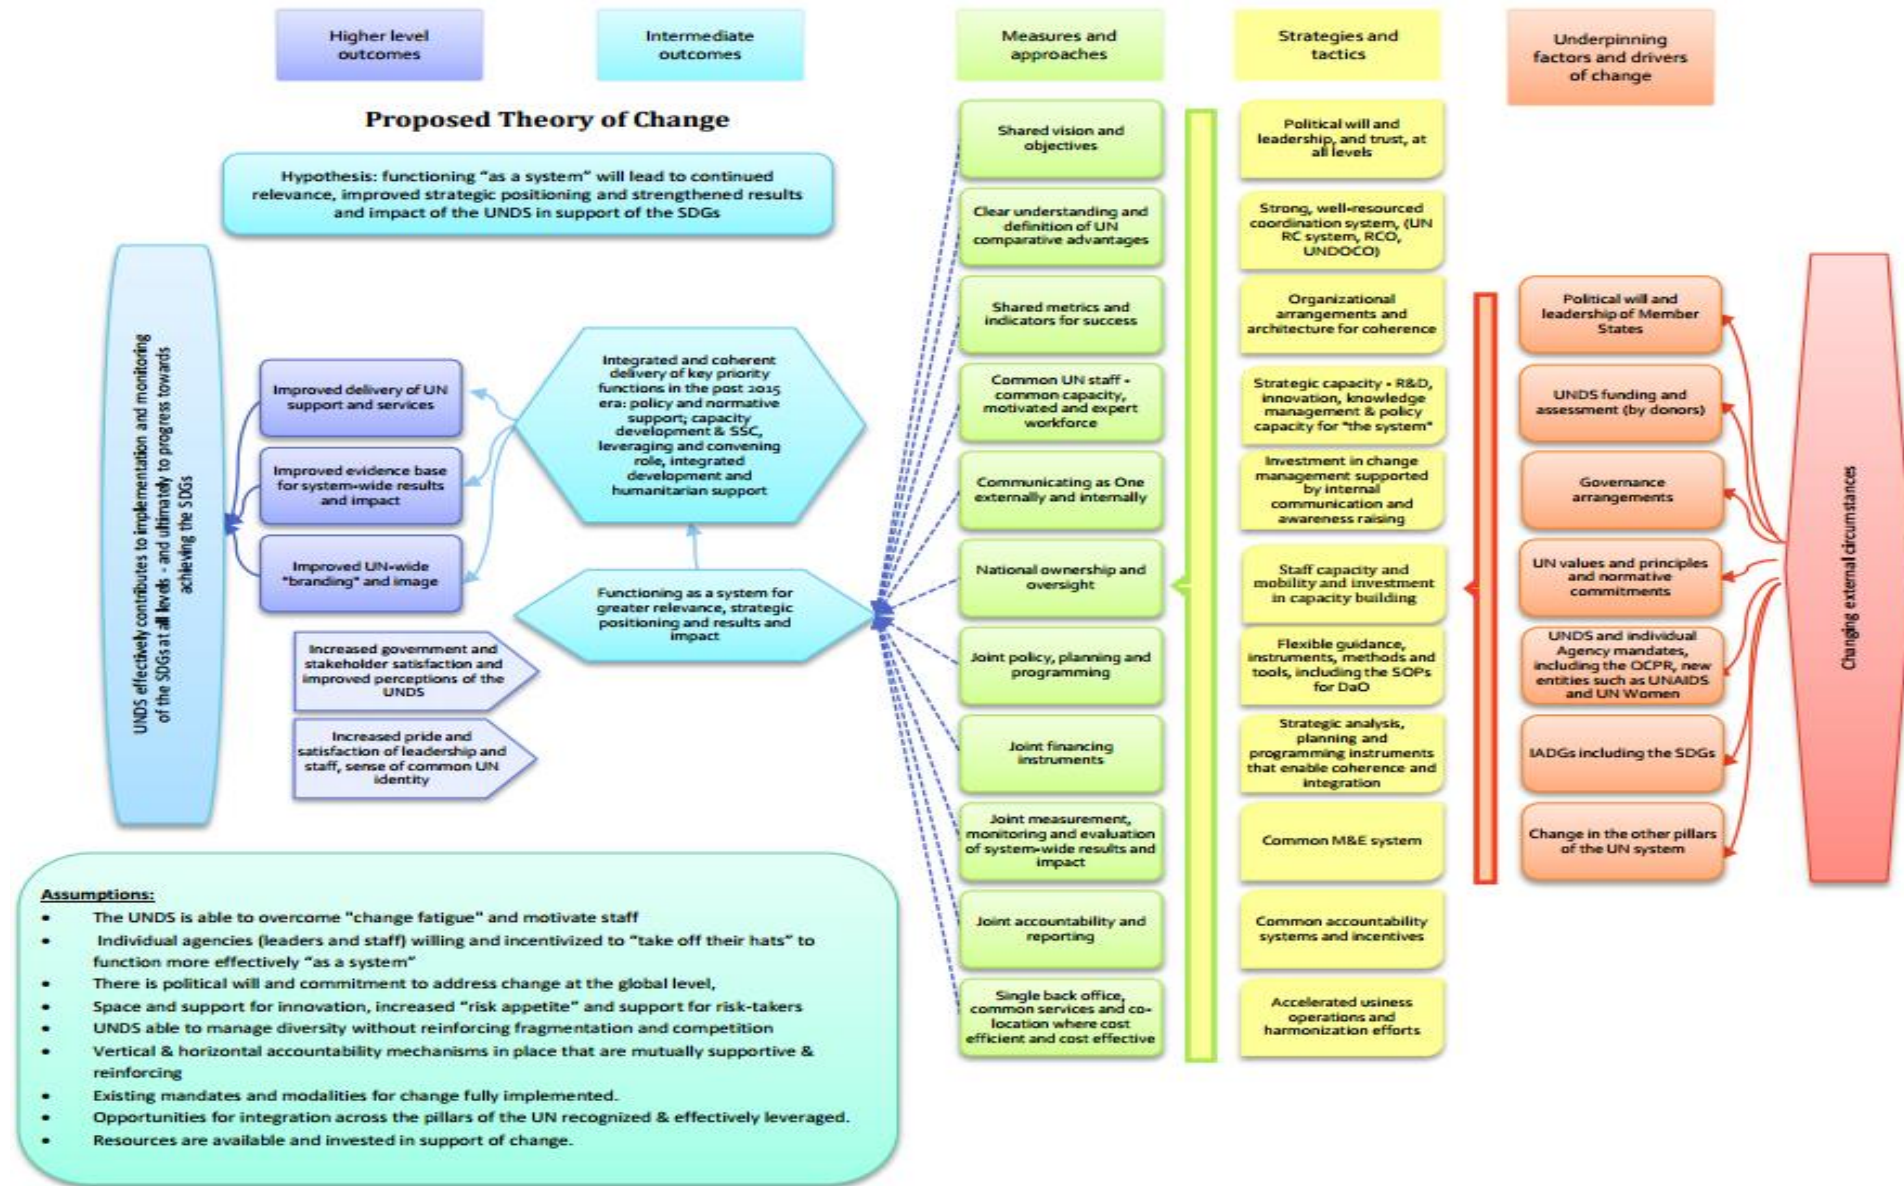 Higher level
outcomes
Intermediate
outcomes
Measures and
approaches
Strategies and
tactics
Underpinning
factors and drivers
of change
Proposed Theory of Change
Hypothesis: functioning "as a system" will lead to continued
relevance, improved strategic positioning and strengthened results
and impact of the UNDS in support of the SDGs
UNDS effectively contributes to implementation and monitoring
of the SDGs at all levels - and ultimately to progress towards
achieving the SDGs
Improved delivery of UN
support and services
Improved evidence base
for system-wide results
and impact
Improved UN-wide
"branding" and image
Increased government and
stakeholder satisfaction and
improved perceptions of the
UNDS
Increased pride and
satisfaction of leadership and
staff, sense of common UN
identity
Integrated and coherent
delivery of key priority
functions in the post 2015
era: policy and normative
support; capacity
development & SSC,
leveraging and convening
role, integrated
development and
humanitarian support
Functioning as a system for
greater relevance, strategic
positioning and results and
impact
Shared vision and
objectives
Clear understanding and
definition of UN
comparative advantages
Shared metrics and
indicators for success
Common UN staff -
common capacity,
motivated and expert
workforce
Communicating as One
externally and internally
National ownership and
oversight
Joint policy, planning and
programming
Joint financing
instruments
Joint measurement,
monitoring and evaluation
of system-wide results and
impact
Joint accountability and
reporting
Single back office,
common services and co-
location where cost
efficient and cost effective
Political will and
leadership, and trust, at
all levels
Strong, well-resourced
coordination system, (UN
RC system, RCO,
UNDOCO)
Organizational
arrangements and
architecture for coherence
Strategic capacity - R&D,
innovation, knowledge
management & policy
capacity for "the system"
Investment in change
management supported
by internal
communication and
awareness raising
Staff capacity and
mobility and investment
in capacity building
Flexible guidance,
instruments, methods and
tools, including the SOPs
for DaO
Strategic analysis,
planning and
programming instruments
that enable coherence and
integration
Common M&E system
Common accountability
systems and incentives
Accelerated usiness
operations and
harmonization efforts
Political will and
leadership of Member
States
UNDS funding and
assessment (by donors)
Governance
arrangements
UN values and principles
and normative
commitments
UNDS and individual
Agency mandates,
including the QCPR, new
entities such as UNAIDS
and UN Women
IADGs including the SDGs
Change in the other pillars
of the UN system
Changing external circumstances
Assumptions:
• The UNDS is able to overcome "change fatigue" and motivate staff
• Individual agencies (leaders and staff) willing and incentivized to "take off their hats" to
function more effectively "as a system"
• There is political will and commitment to address change at the global level,
• Space and support for innovation, increased "risk appetite" and support for risk-takers
• UNDS able to manage diversity without reinforcing fragmentation and competition
• Vertical & horizontal accountability mechanisms in place that are mutually supportive &
reinforcing
• Existing mandates and modalities for change fully implemented.
• Opportunities for integration across the pillars of the UN recognized & effectively leveraged.
• Resources are available and invested in support of change.